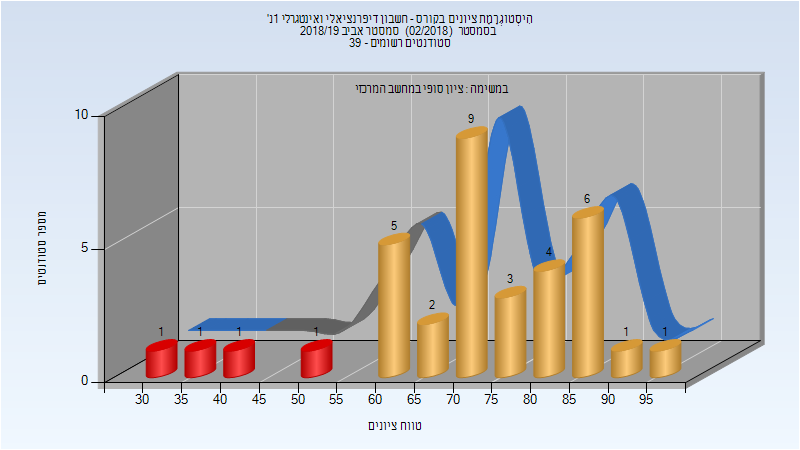 היסטוגרמת ציונים בקורס - חשבון דיפרנציאלי ואינטגרלי 1נ'
בסמסטר (02/2018) סמסטר אביב 2018/19
סטודנטים רשומים - 39
במשימה : ציון סופי במחשב המרכזי
מספר סטודנטים
10
5
0
1
1
1
1
5
2
9
3
4
6
1
1
30 35 40 45 50 55 60 65 70 75 80 85 90 95
טווח ציונים